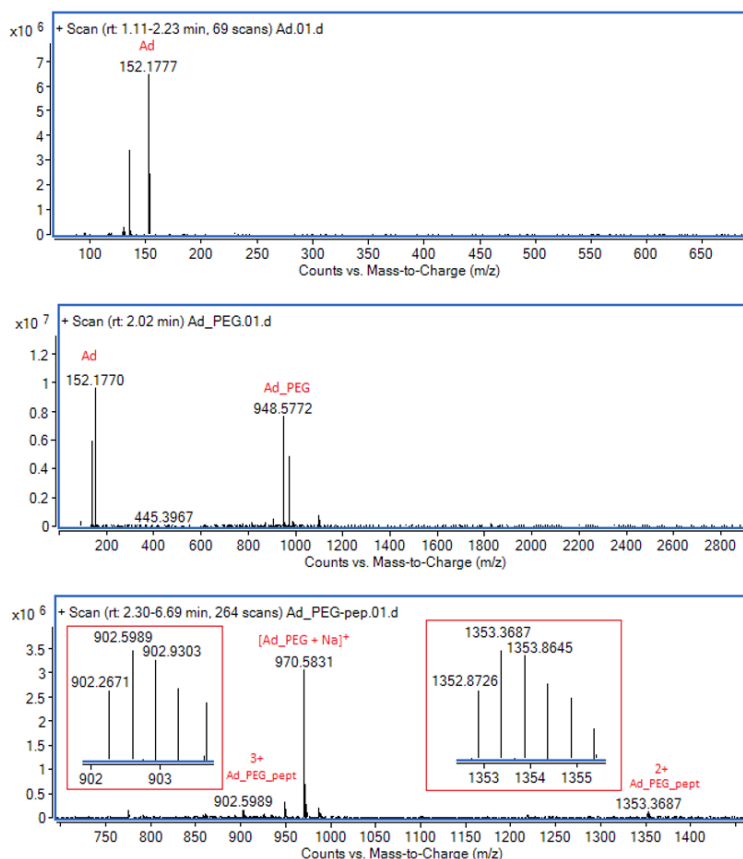 x10 6
+ Scan (rt: 1.11-2.23 min, 69 scans) Ad.01.d
Ad
152.1777
7
6
5
4
3
2
1
0
100 150 200 250 300 350 400 450 500 550 600 650
Counts vs. Mass-to-Charge (m/z)
x10 7
+ Scan (rt: 2.02 min) Ad_PEG.01.d
Ad
152.1770
Ad_PEG
948.5772
445.3967
1.2
1
0.8
0.6
0.4
0.2
0
200 400 600 800 1000 1200 1400 1600 1800 2000 2200 2400 2600 2800
Counts vs. Mass-to-Charge (m/z)
x10 6
+ Scan (rt: 2.30-6.69 min, 264 scans) Ad_PEG-pep.01.d
902.5989
902.9303
902.2671
902 903
[Ad_PEG + Na]+
970.5831
1353.3687
1353.8645
1352.8726
1353 1354 1355
3+
Ad_PEG_pept
902.5989
2+
Ad_PEG_pept
1353.3687
3.5
3
2.5
2
1.5
1
0.5
0
750 800 850 900 950 1000 1050 1100 1150 1200 1250 1300 1350 1400
Counts vs. Mass-to-Charge (m/z)